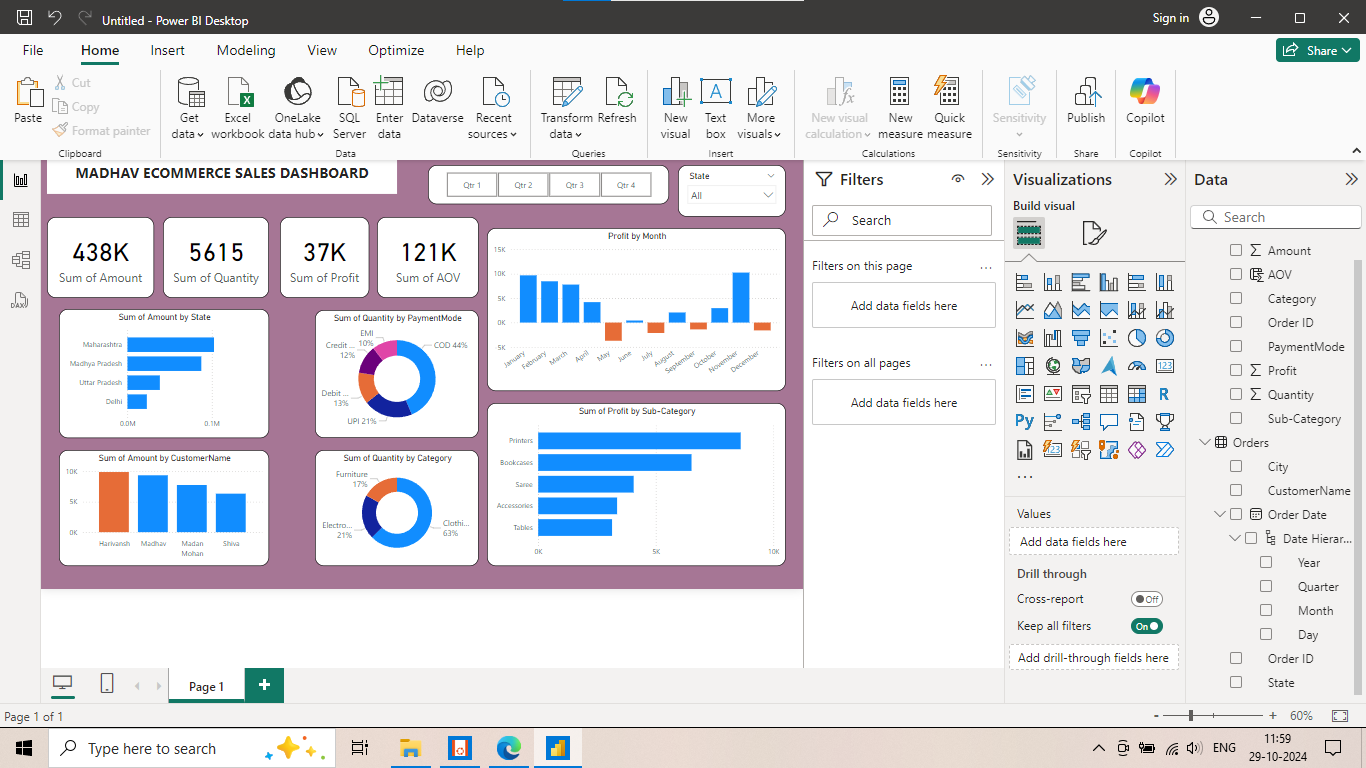 Untitled - Power BI Desktop
Sign in
File Home Insert Modeling View Optimize Help
Share
Paste
Cut
Copy
Format painter
Clipboard
Get data
Excel workbook
OneLake data hub
SQL Server
Enter data
Dataverse
Recent sources
Data
Transform data
Refresh
Queries
New visual
Text box
More visuals
Insert
New visual calculation
New measure
Quick measure
Calculations
Sensitivity
Sensitivity
Publish
Share
Copilot
Copilot
MADHAV ECOMMERCE SALES DASHBOARD
Qtr 1 Qtr 2 Qtr 3 Qtr 4
State
All
438K
Sum of Amount
5615
Sum of Quantity
37K
Sum of Profit
121K
Sum of AOV
Profit by Month
15K
10K
5K
0K
5K
January February March April May June July August September October November December
Sum of Amount by State
Maharashtra
Madhya Pradesh
Uttar Pradesh
Delhi
0.0M 0.1M
Sum of Quantity by PaymentMode
EMI
10%
Credit ...
12%
COD 44%
Debit ...
13%
UPI 21%
Sum of Profit by Sub-Category
Printers
Bookcases
Saree
Accessories
Tables
0K 5K 10K
Sum of Amount by CustomerName
10K
5K
0K
Harivansh Madhav Madan Mohan Shiva
Sum of Quantity by Category
Furniture
17%
Electro...
21%
Clothi...
63%
Filters
Search
Filters on this page
...
Add data fields here
Filters on all pages
...
Add data fields here
Visualizations
Build visual
123
R
Py
123
...
Values
Add data fields here
Drill through
Cross-report
Off
Keep all filters
On
Add drill-through fields here
Data
Search
Amount
AOV
Category
Order ID
PaymentMode
Profit
Quantity
Sub-Category
Orders
City
CustomerName
Order Date
Date Hierar...
Year
Quarter
Month
Day
Order ID
State
Page 1
+
Page 1 of 1
- + 60%
Type here to search
ENG
11:59
29-10-2024